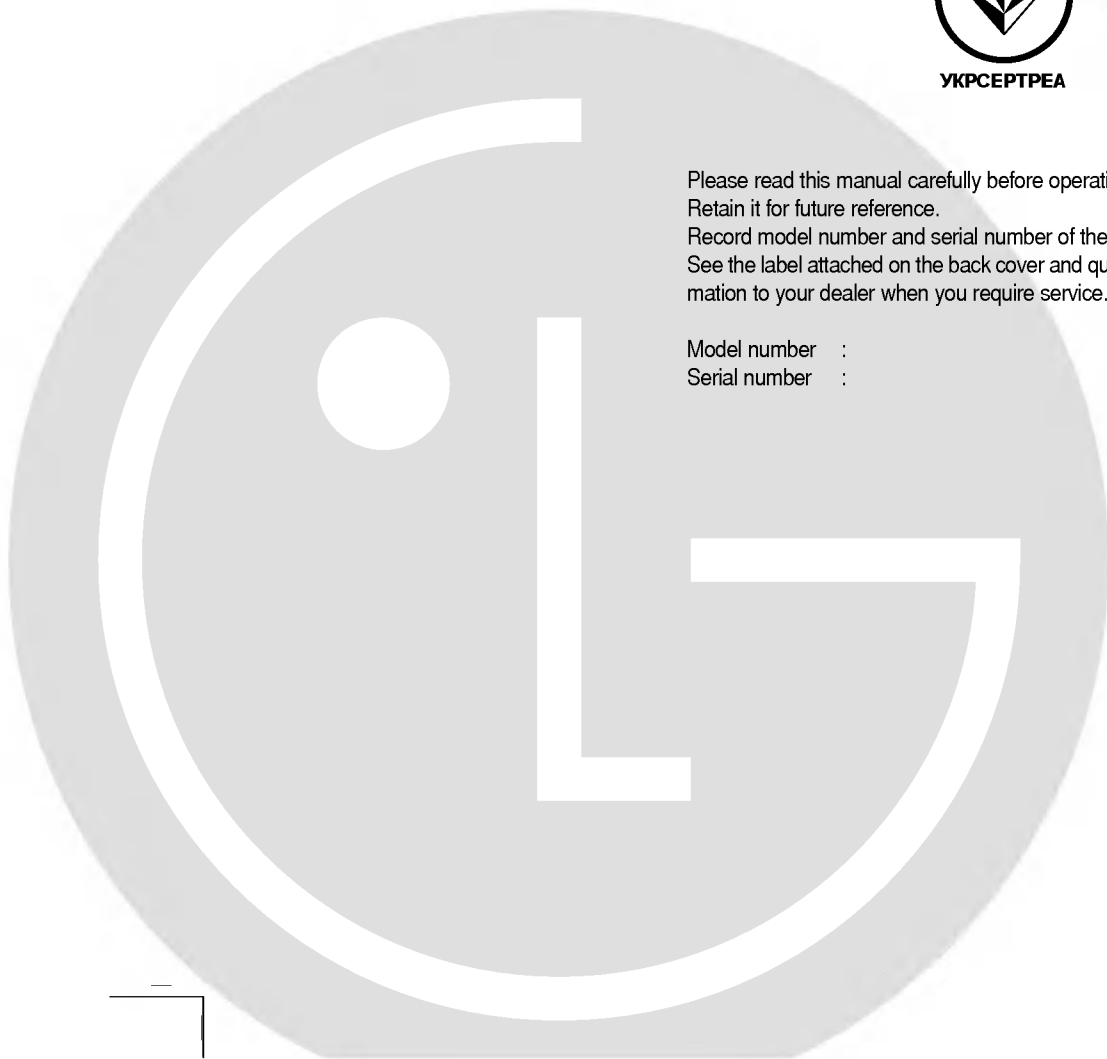 УКРСЕРТРЕА
Please read this manual carefully before operati
Retain it for future reference.
Record model number and serial number of the
See the label attached on the back cover and qu
mation to your dealer when you require service.
Model number :
Serial number :
LG